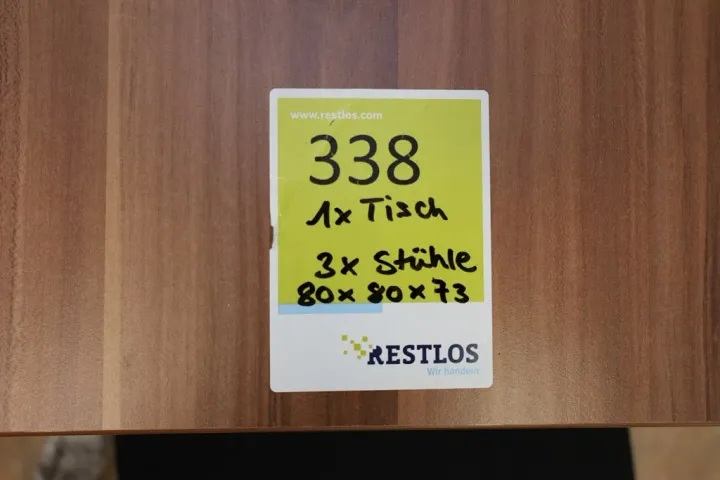 www.restlos.com
338
1x Tisch
3x Stühle
80x80x73
RESTLOS
Wir handeln